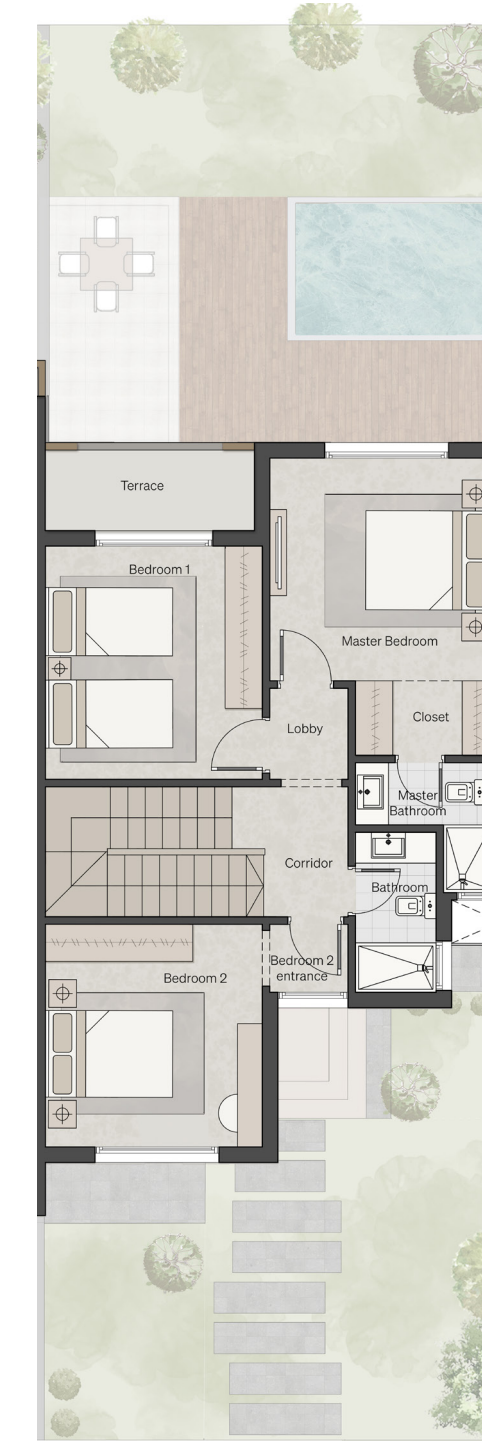 Terrace
Bedroom 1
Master Bedroom
Lobby
Closet
Master
Bathroom
Corridor
Bathroom
Bedroom 2
entrance
Bedroom 2